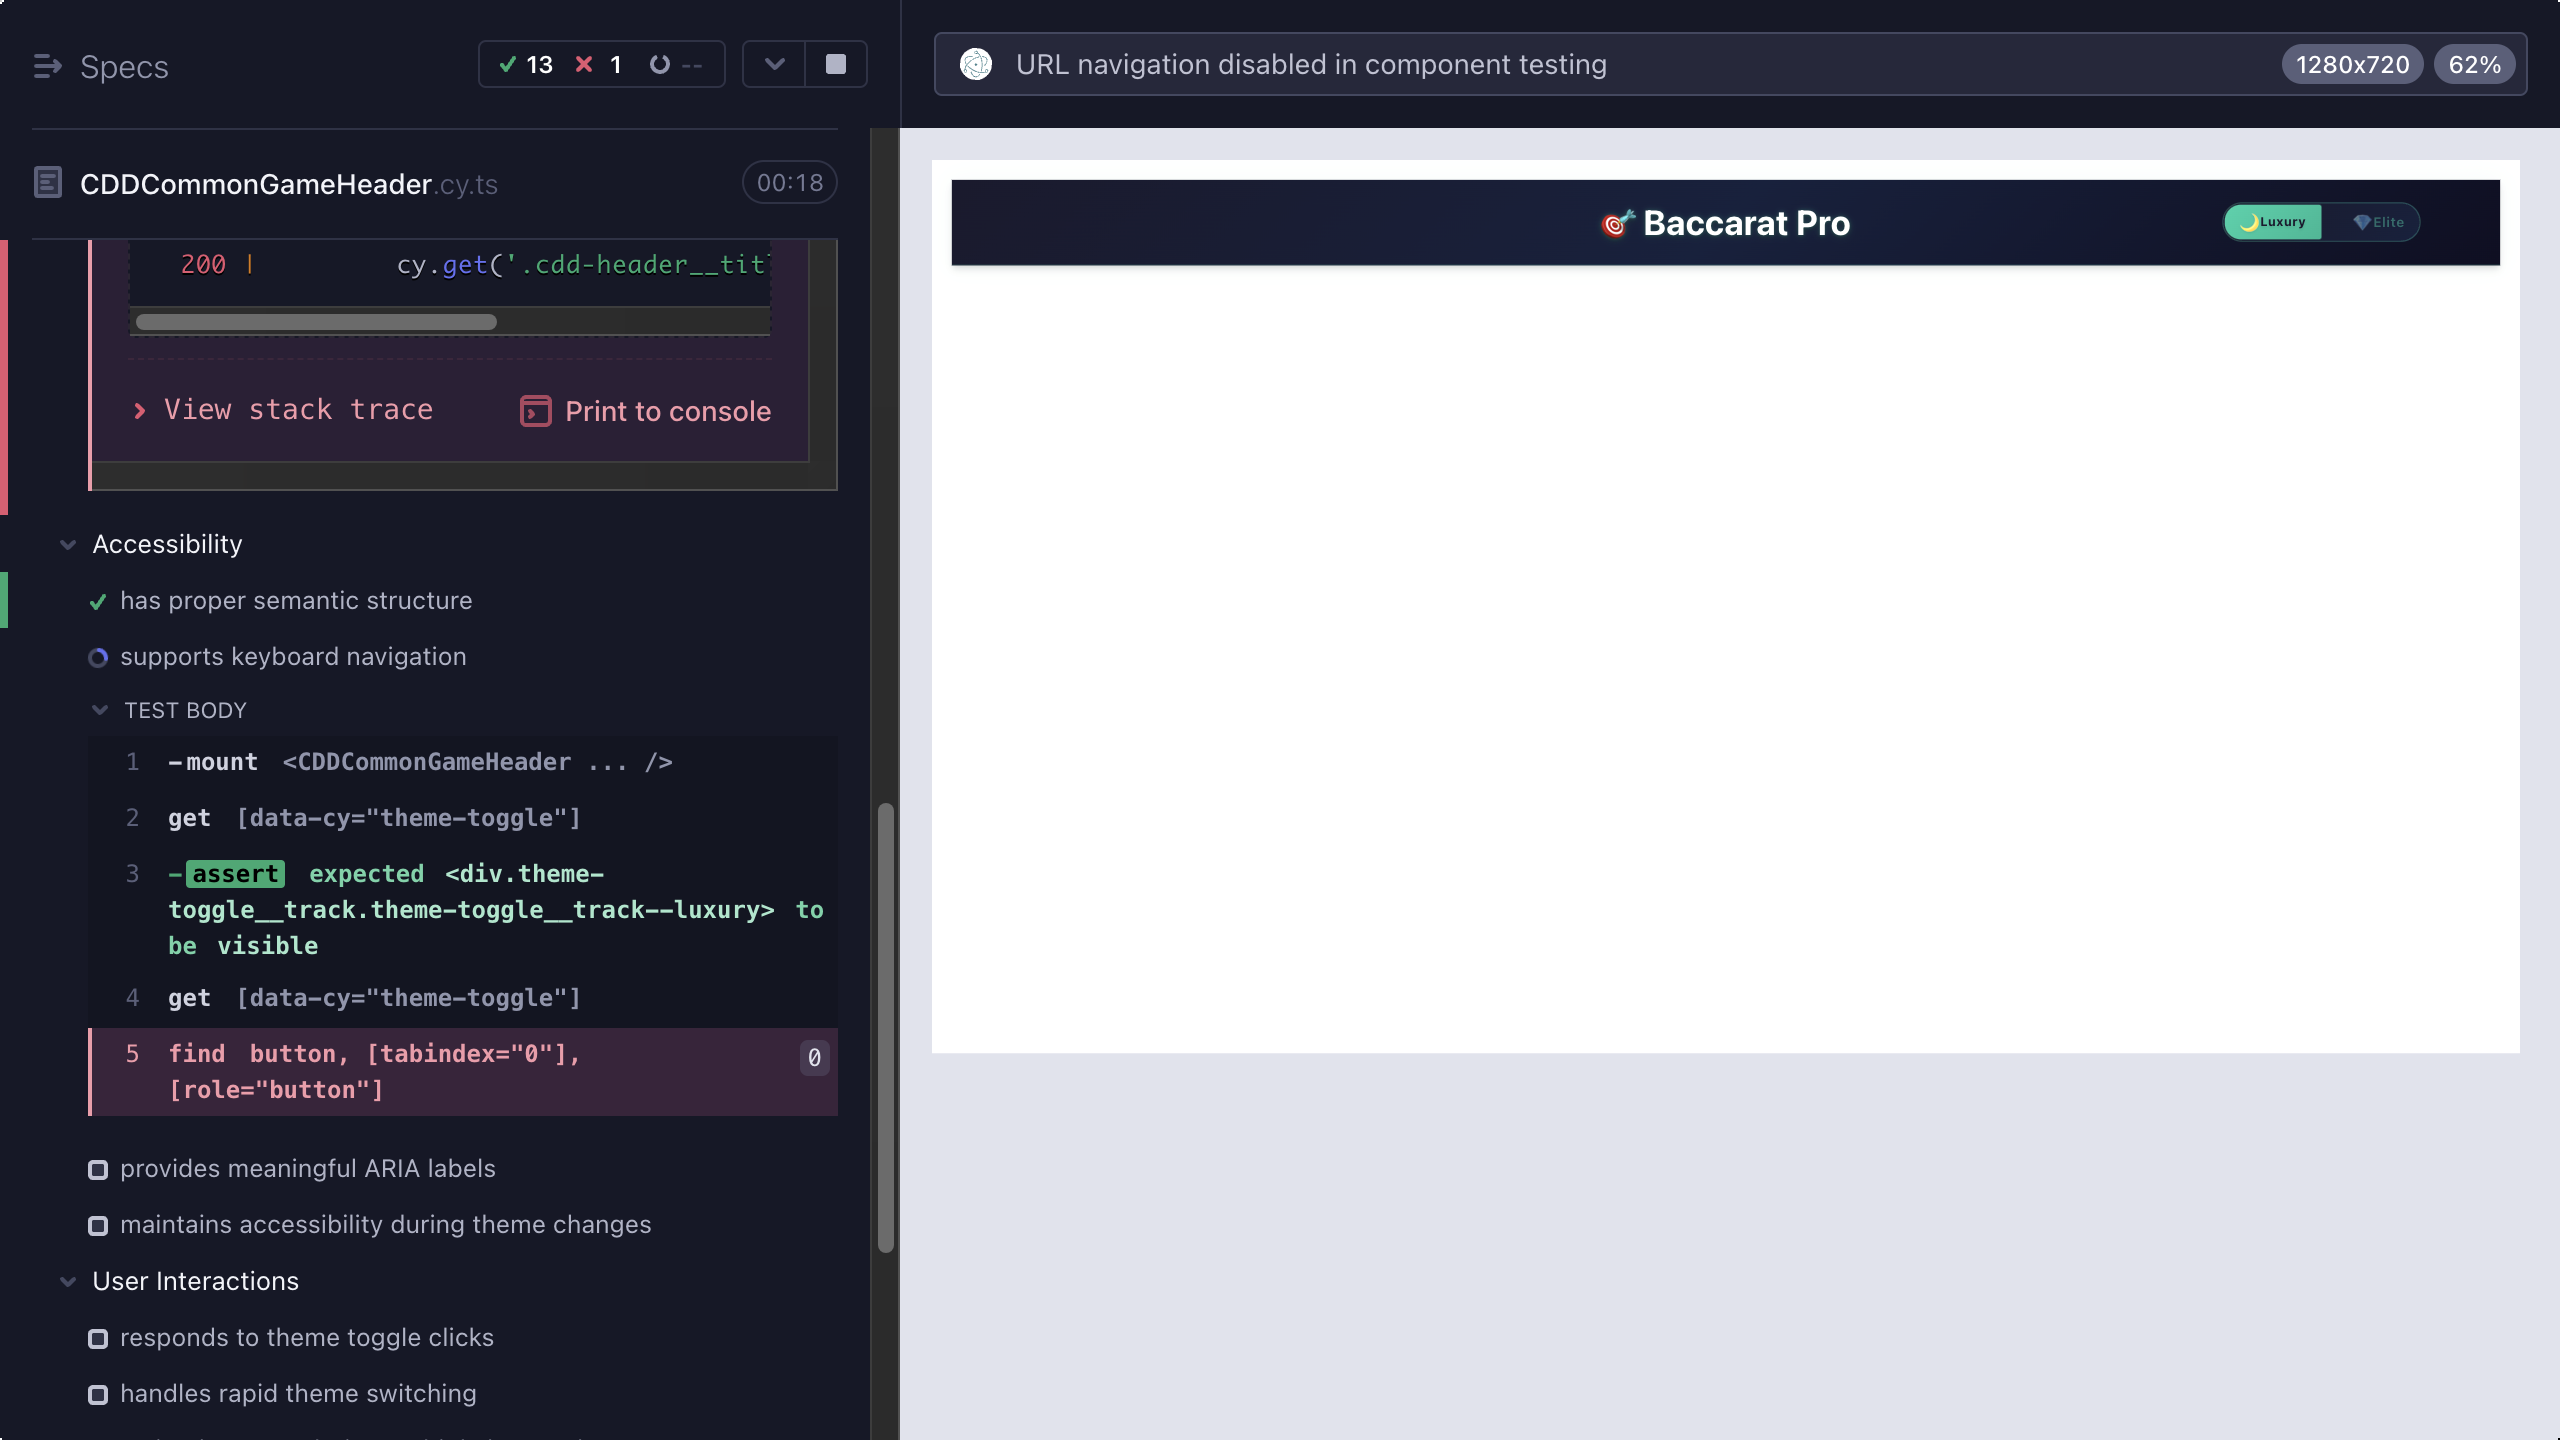 Specs
13 1 --
CDDCommonGameHeader.cy.ts
00:18
200 | cy.get('.cdd-header__tit
View stack trace
Print to console
Accessibility
has proper semantic structure
supports keyboard navigation
TEST BODY
1 -mount <CDDCommonGameHeader ... />
2 get [data-cy="theme-toggle"]
3 -assert expected <div.theme-
toggle__track.theme-toggle__track--luxury> to
be visible
4 get [data-cy="theme-toggle"]
5 find button, [tabindex="0"],
[role="button"]
0
provides meaningful ARIA labels
maintains accessibility during theme changes
User Interactions
responds to theme toggle clicks
handles rapid theme switching
URL navigation disabled in component testing
1280x720
62%
Baccarat Pro
Luxury
Elite